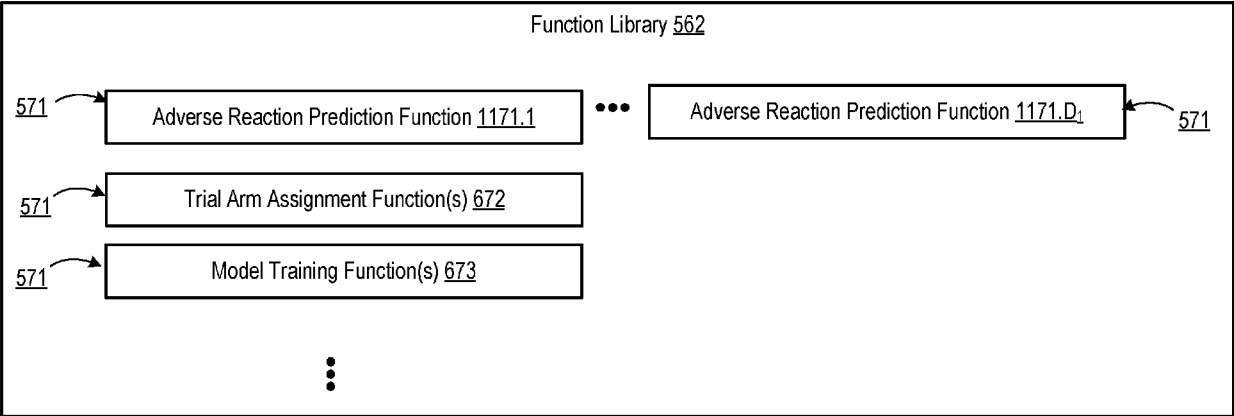 Function Library 562
571
Adverse Reaction Prediction Function 1171.1
•••
Adverse Reaction Prediction Function 1171.D₁
571
571
Trial Arm Assignment Function(s) 672
571
Model Training Function(s) 673